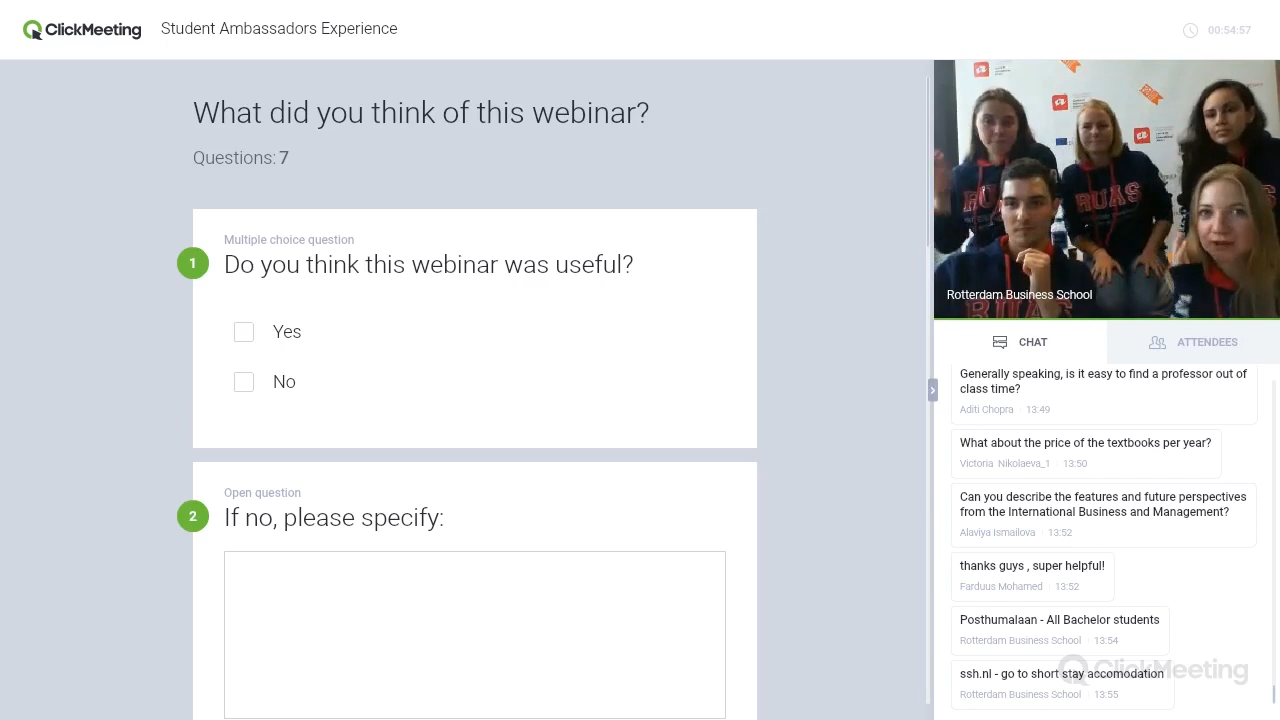 ClickMeeting
Student Ambassadors Experience
00:54:57
What did you think of this webinar?
Questions: 7
1
Multiple choice question
Do you think this webinar was useful?
Yes
No
2
Open question
If no, please specify:
RUAS
RUAS
Rotterdam Business School
CHAT
ATTENDEES
Generally speaking, is it easy to find a professor out of
class time?
Aditi Chopra · 13:49
What about the price of the textbooks per year?
Victoria Nikolaeva_1 · 13:50
Can you describe the features and future perspectives
from the International Business and Management?
Alaviya Ismailova · 13:52
thanks guys , super helpful!
Farduus Mohamed · 13:52
Posthumalaan - All Bachelor students
Rotterdam Business School · 13:54
ssh.nl - go to short stay accomodation
Rotterdam Business School · 13:55
ClickMeeting